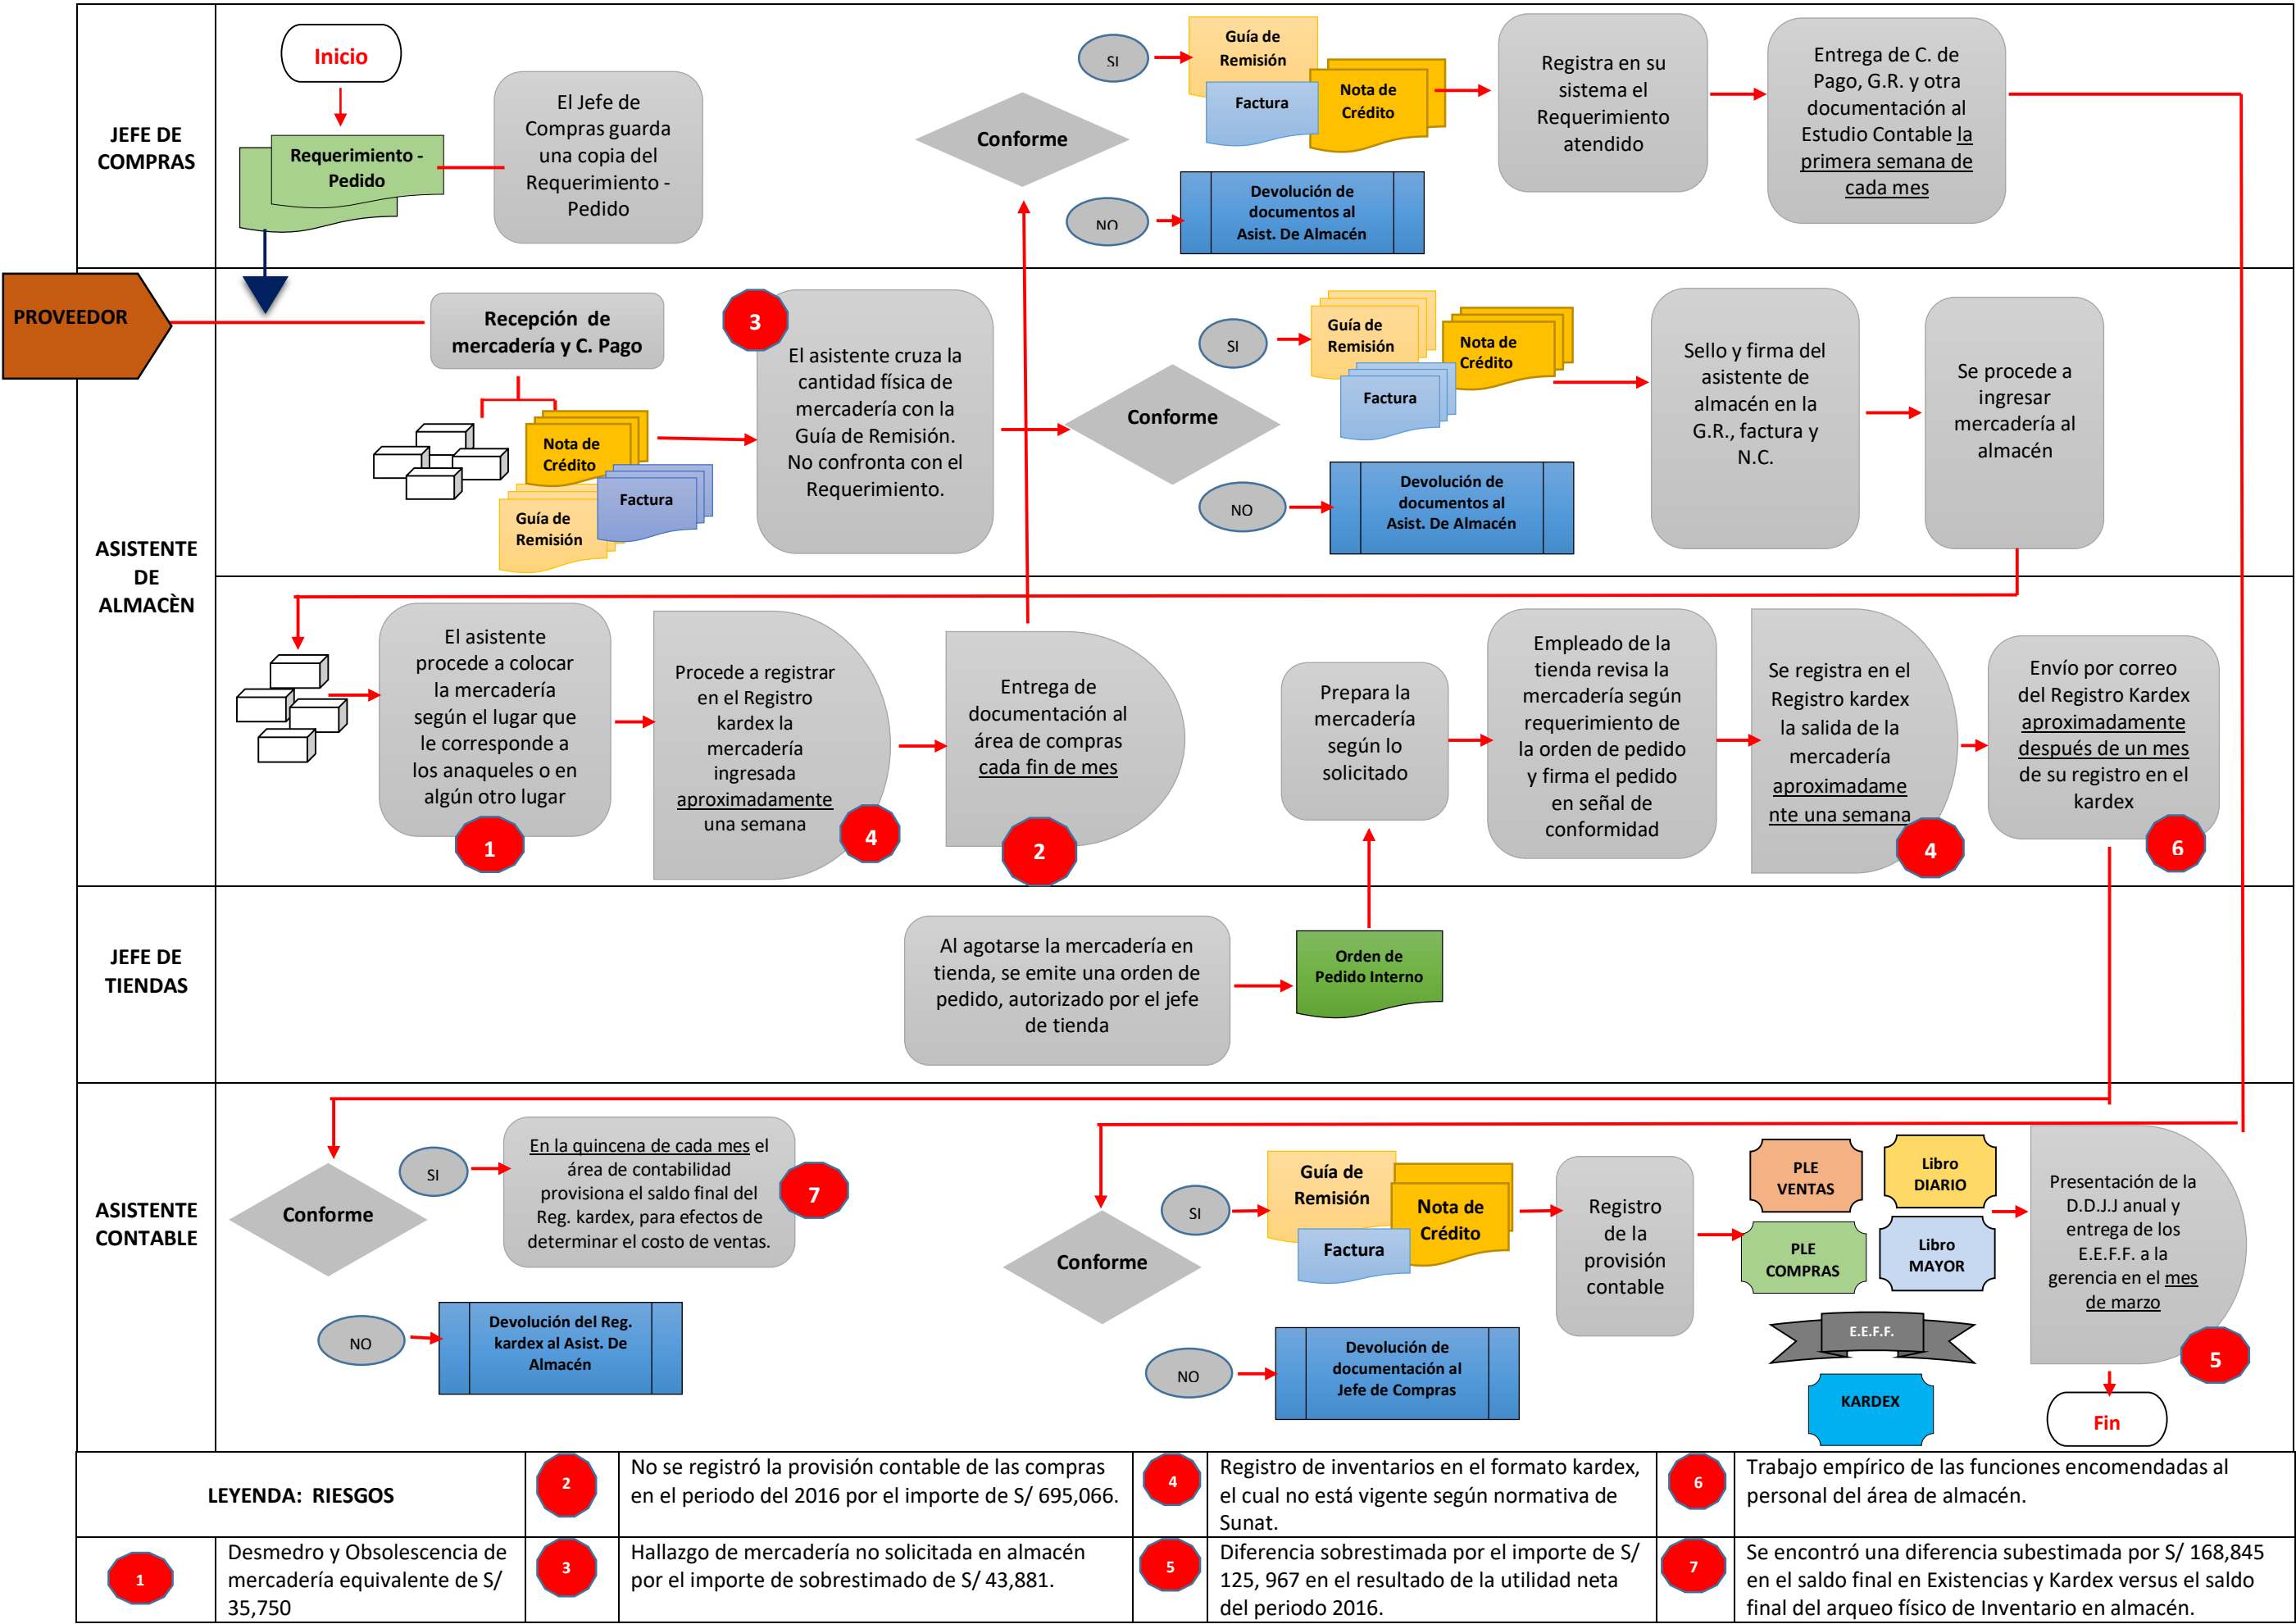 JEFE DE
COMPRAS
Inicio
Requerimiento -
Pedido
El Jefe de
Compras guarda
una copia del
Requerimiento -
Pedido
Conforme
SI
Guía de
Remisión
Factura
Nota de
Crédito
Registra en su
sistema el
Requerimiento
atendido
Entrega de C. de
Pago, G.R. y otra
documentación al
Estudio Contable la
primera semana de
cada mes
NO
Devolución de
documentos al
Asist. De Almacén
PROVEEDOR
ASISTENTE
DE
ALMACÈN
Recepción de
mercadería y C. Pago
Nota de
Crédito
Factura
Guía de
Remisión
3
El asistente cruza la
cantidad física de
mercadería con la
Guía de Remisión.
No confronta con el
Requerimiento.
Conforme
SI
Guía de
Remisión
Nota de
Crédito
Factura
NO
Devolución de
documentos al
Asist. De Almacén
Sello y firma del
asistente de
almacén en la
G.R., factura y
N.C.
Se procede a
ingresar
mercadería al
almacén
El asistente
procede a colocar
la mercadería
según el lugar que
le corresponde a
los anaqueles o en
algún otro lugar
1
Procede a registrar
en el Registro
kardex la
mercadería
ingresada
aproximadamente
una semana
4
Entrega de
documentación al
área de compras
cada fin de mes
2
Prepara la
mercadería
según lo
solicitado
Empleado de la
tienda revisa la
mercadería según
requerimiento de
la orden de pedido
y firma el pedido
en señal de
conformidad
Se registra en el
Registro kardex
la salida de la
mercadería
aproximadame
nte una semana
4
Envío por correo
del Registro Kardex
aproximadamente
después de un mes
de su registro en el
kardex
6
JEFE DE
TIENDAS
Al agotarse la mercadería en
tienda, se emite una orden de
pedido, autorizado por el jefe
de tienda
Orden de
Pedido Interno
ASISTENTE
CONTABLE
Conforme
SI
En la quincena de cada mes el
área de contabilidad
provisiona el saldo final del
Reg. kardex, para efectos de
determinar el costo de ventas.
7
NO
Devolución del Reg.
kardex al Asist. De
Almacén
Conforme
SI
Guía de
Remisión
Nota de
Crédito
Factura
NO
Devolución de
documentación al
Jefe de Compras
Registro
de la
provisión
contable
PLE
VENTAS
Libro
DIARIO
PLE
COMPRAS
Libro
MAYOR
E.E.F.F.
KARDEX
Presentación de la
D.D.J.J anual y
entrega de los
E.E.F.F. a la
gerencia en el mes
de marzo
5
Fin
LEYENDA: RIESGOS
2
No se registró la provisión contable de las compras
en el periodo del 2016 por el importe de S/ 695,066.
4
Registro de inventarios en el formato kardex,
el cual no está vigente según normativa de
Sunat.
6
Trabajo empírico de las funciones encomendadas al
personal del área de almacén.
1
Desmedro y Obsolescencia de
mercadería equivalente de S/
35,750
3
Hallazgo de mercadería no solicitada en almacén
por el importe de sobrestimado de S/ 43,881.
5
Diferencia sobrestimada por el importe de S/
125, 967 en el resultado de la utilidad neta
del periodo 2016.
7
Se encontró una diferencia subestimada por S/ 168,845
en el saldo final en Existencias y Kardex versus el saldo
final del arqueo físico de Inventario en almacén.